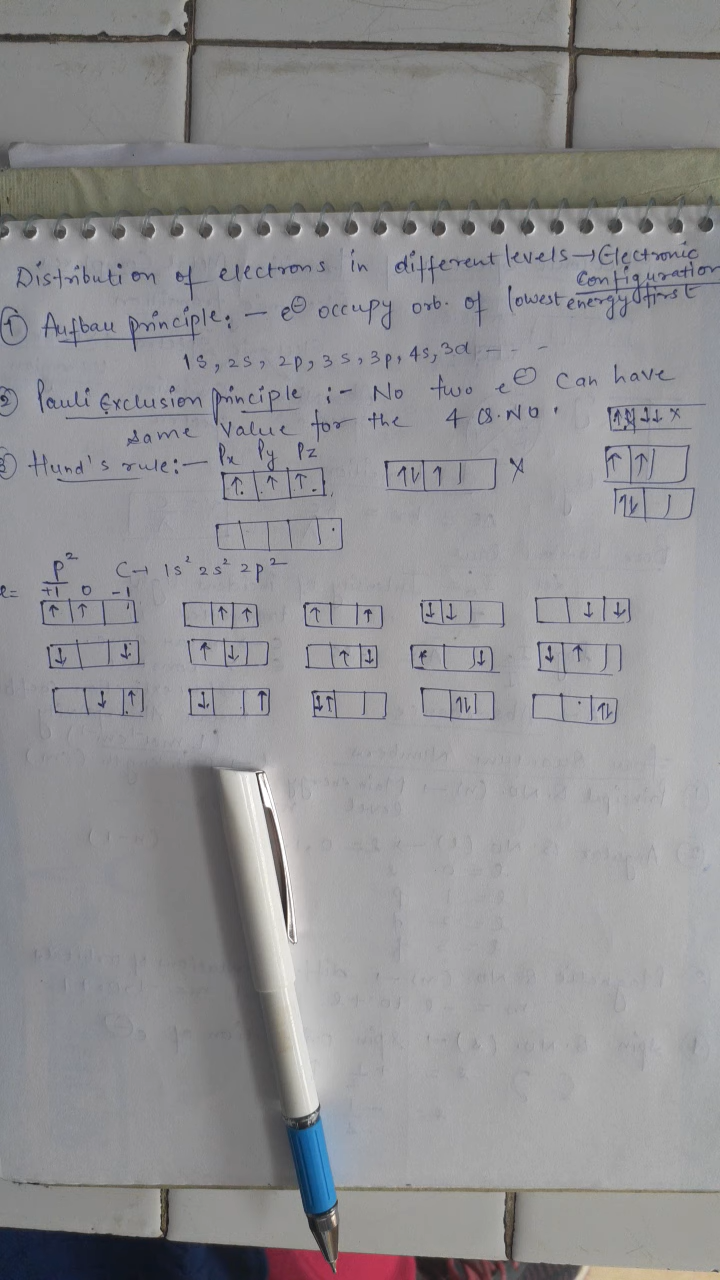 Distribution of electrons in different levels → Electronic
Configuration
① Aufbau principle :- e⊖ occupy orb. of lowest energy first
1s, 2s, 2p, 3s, 3p, 4s, 3d - - -
② Pauli Exclusion principle :- No two e⊖ can have
same value for the 4 Q.No. ↑↓ ↓↓ x
③ Hund's rule :- Px Py Pz
↑ ↑ ↑ ↑↓ ↑ x ↑ ↑
↑↓
p² C → 1s² 2s² 2p²
l= +1 0 -1
↑ ↑ ↑ ↑ ↑ ↑ ↓ ↓ ↓ ↓
↓ ↓ ↑ ↓ ↑ ↓ ↑ ↓ ↓ ↑
↓ ↑ ↓ ↑ ↓↑ ↑↓ ↑↓